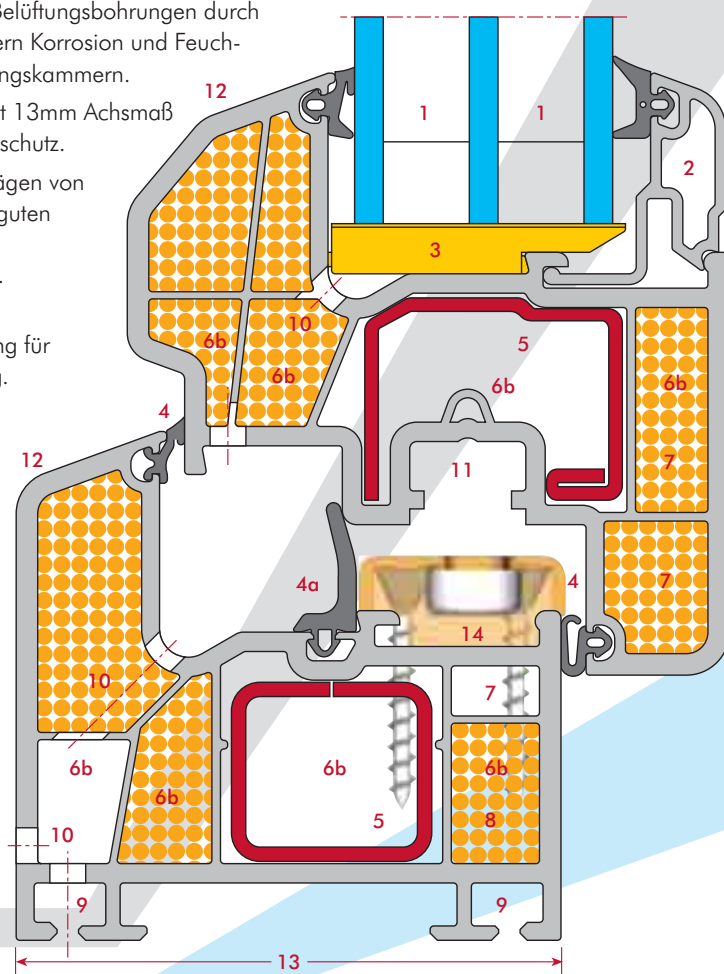 Belüftungsbohrungen durch
ern Korrosion und Feuch-
ngskammern.
t 13mm Achsmaß
schutz.
ägen von
guten
ng für
.
12
1 1
2
3
10
6b
6b
5
6b
6b
4
12
7
11
4a
4
7
14
10
7
6b
6b
6b
6b
5
8
10
9
9
13